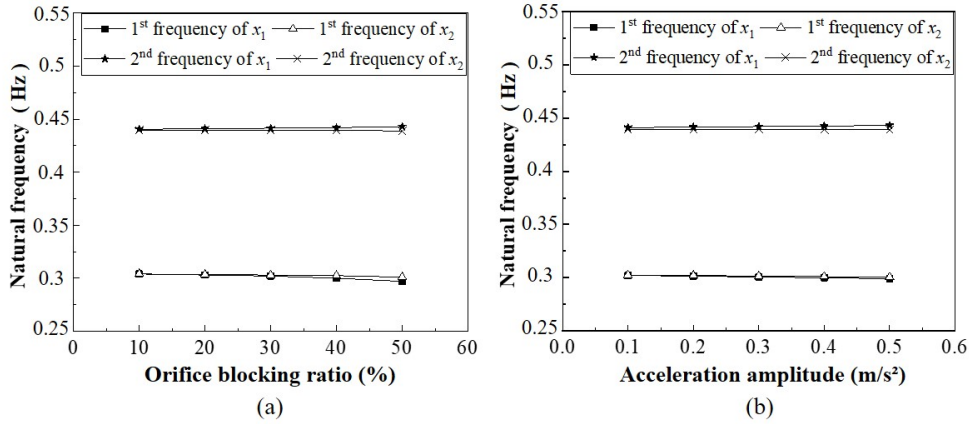 0.55
1st frequency of x1 1st frequency of x2
2nd frequency of x1 2nd frequency of x2
0.5
0.45
0.4
0.35
0.3
0.25
0 10 20 30 40 50 60
Natural frequency ( Hz )
Orifice blocking ratio (%)
(a)
0.55
1st frequency of x1 1st frequency of x2
2nd frequency of x1 2nd frequency of x2
0.5
0.45
0.4
0.35
0.3
0.25
0.0 0.1 0.2 0.3 0.4 0.5 0.6
Natural frequency ( Hz )
Acceleration amplitude (m/s²)
(b)